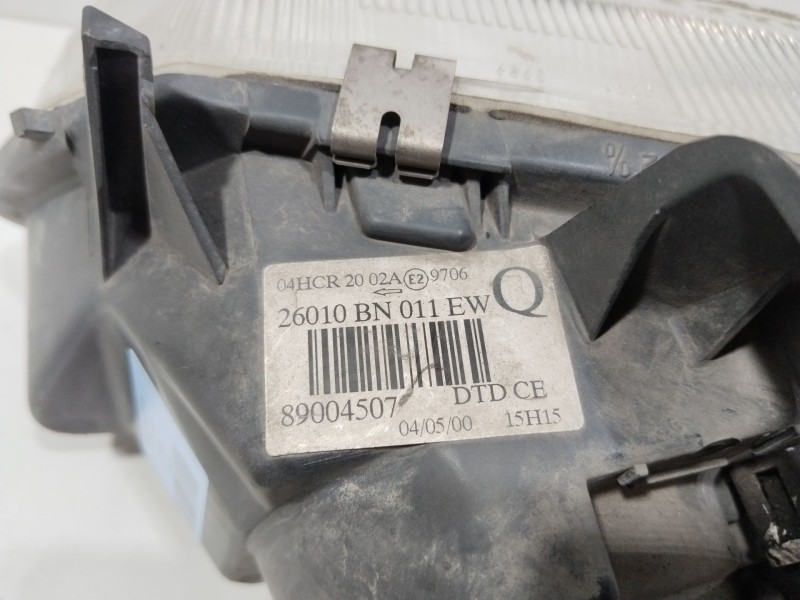 04HCR 20 02A E2 9706
←
26010 BN 011 EW Q
89004507 DTD CE
04/05/00 15H15